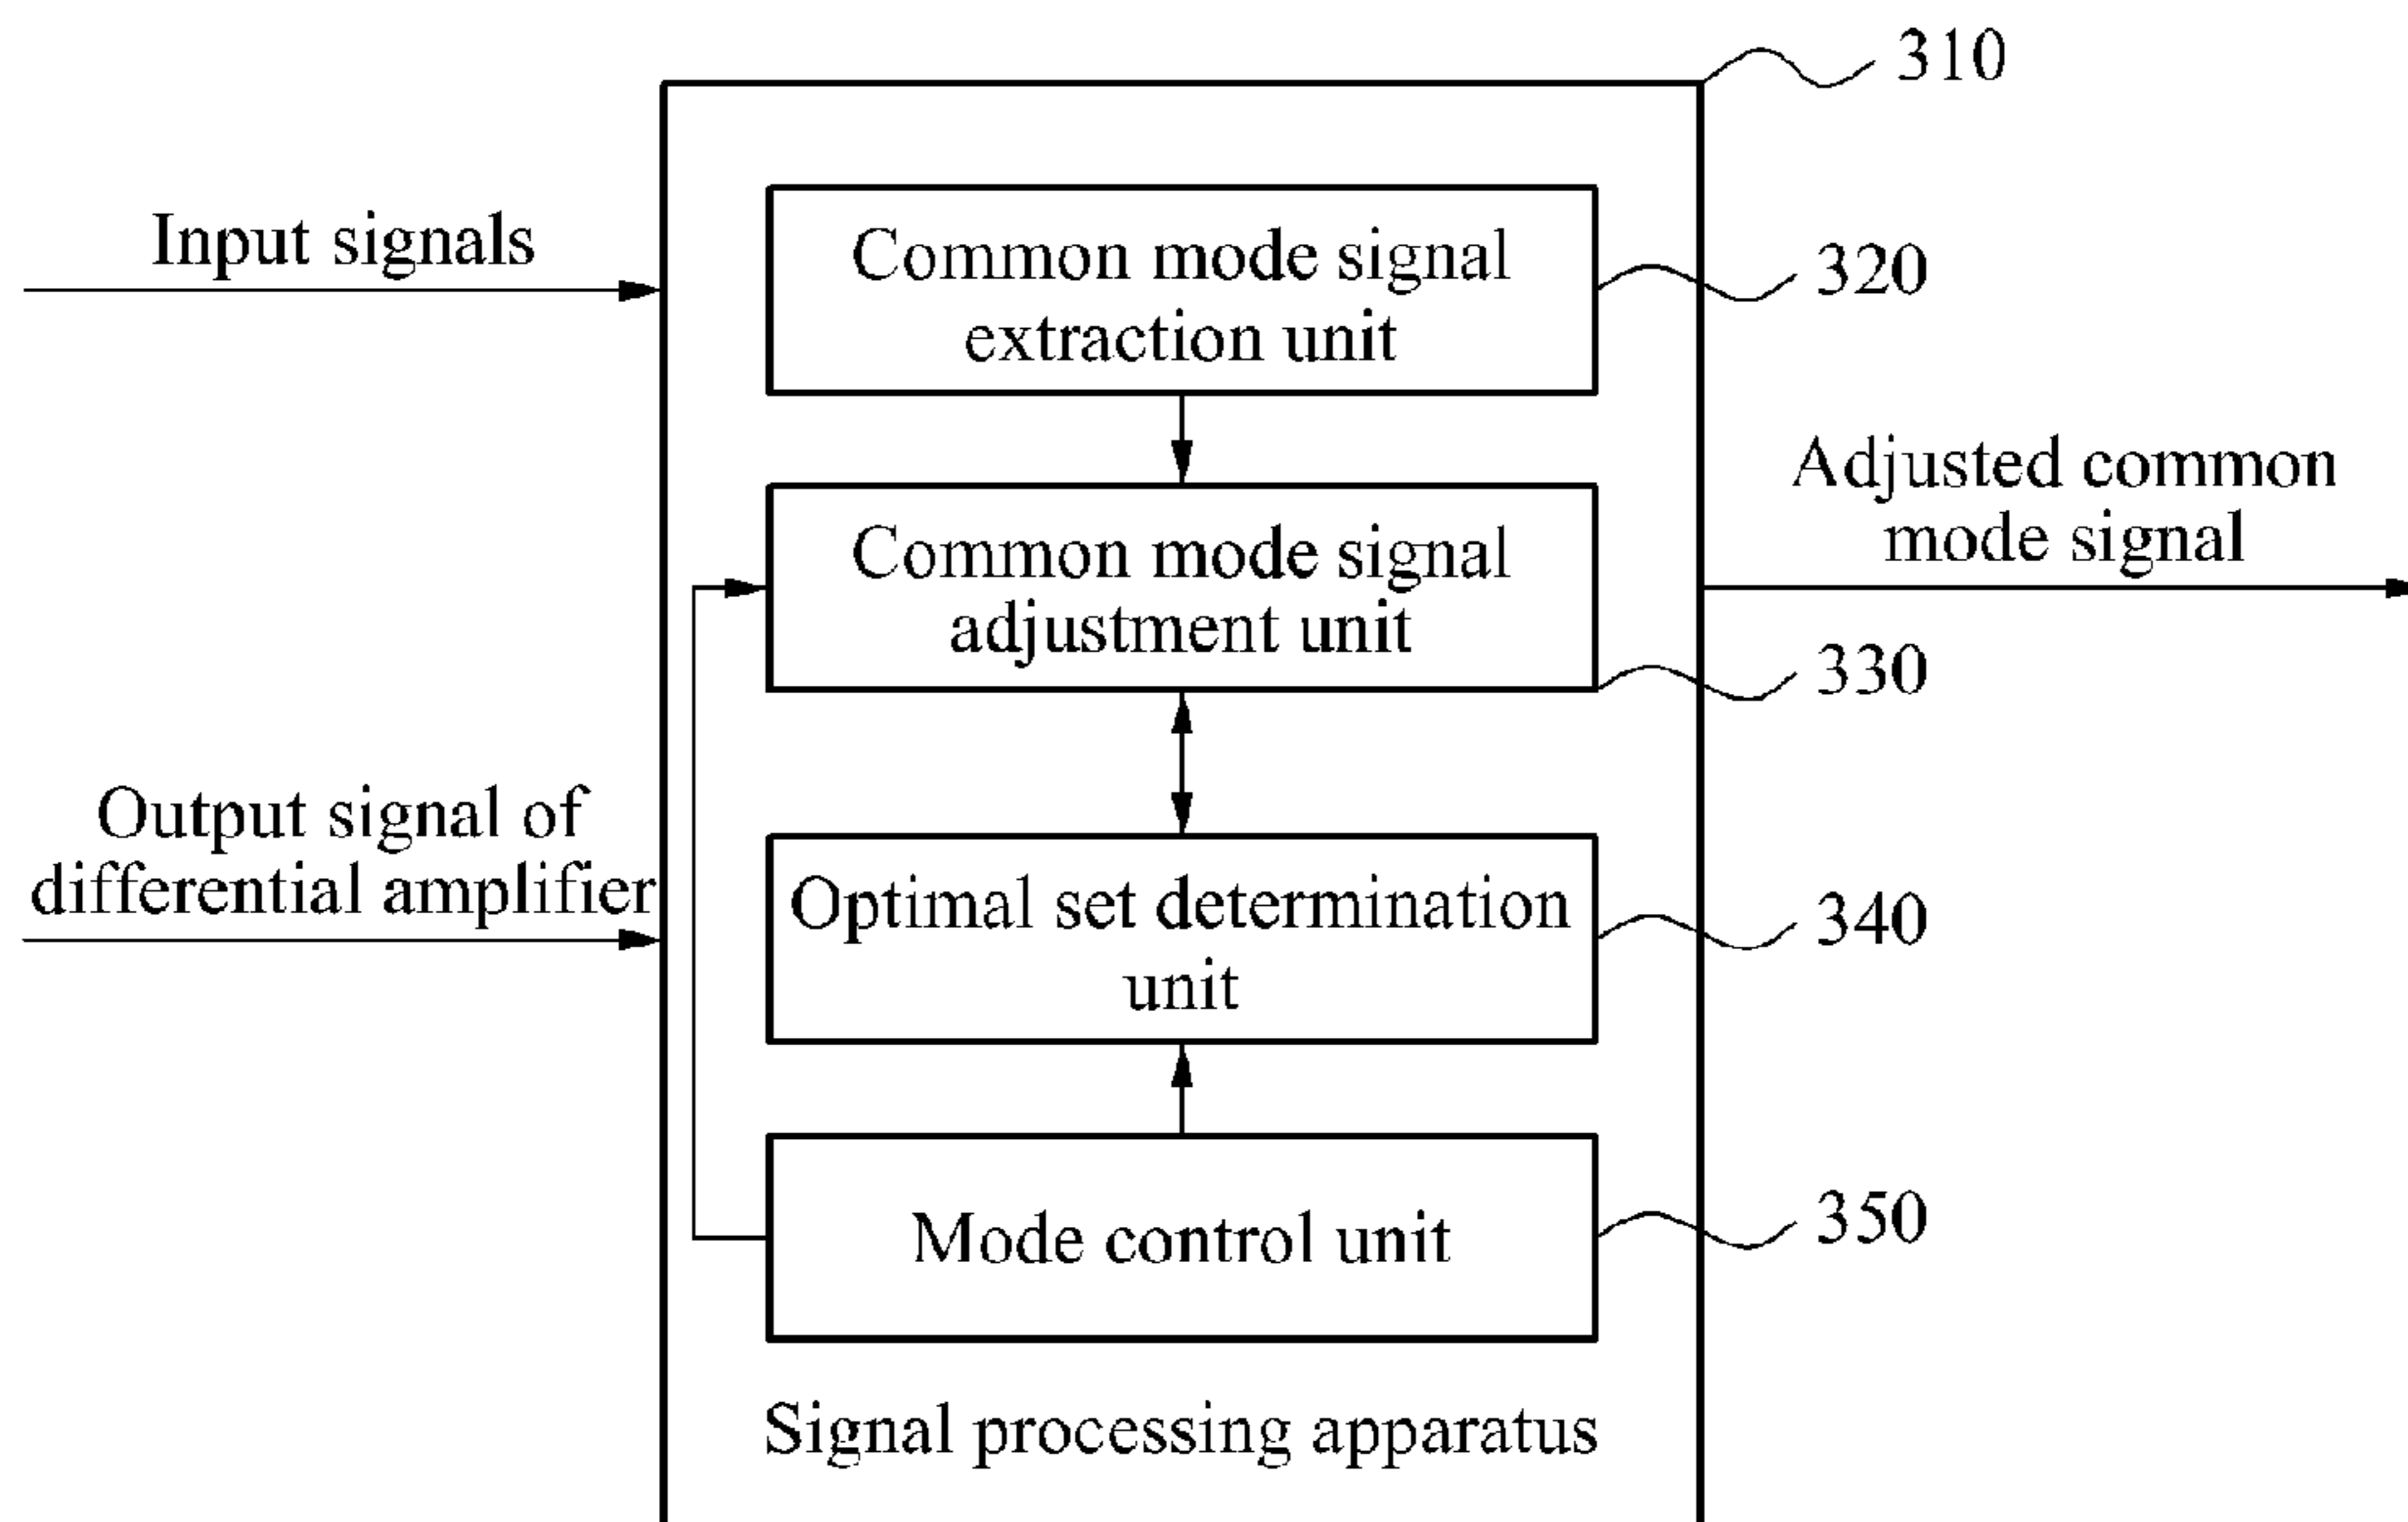 310
Input signals
Common mode signal
extraction unit
320
Adjusted common
mode signal
Common mode signal
adjustment unit
330
Output signal of
differential amplifier
Optimal set determination
unit
340
Mode control unit
350
Signal processing apparatus